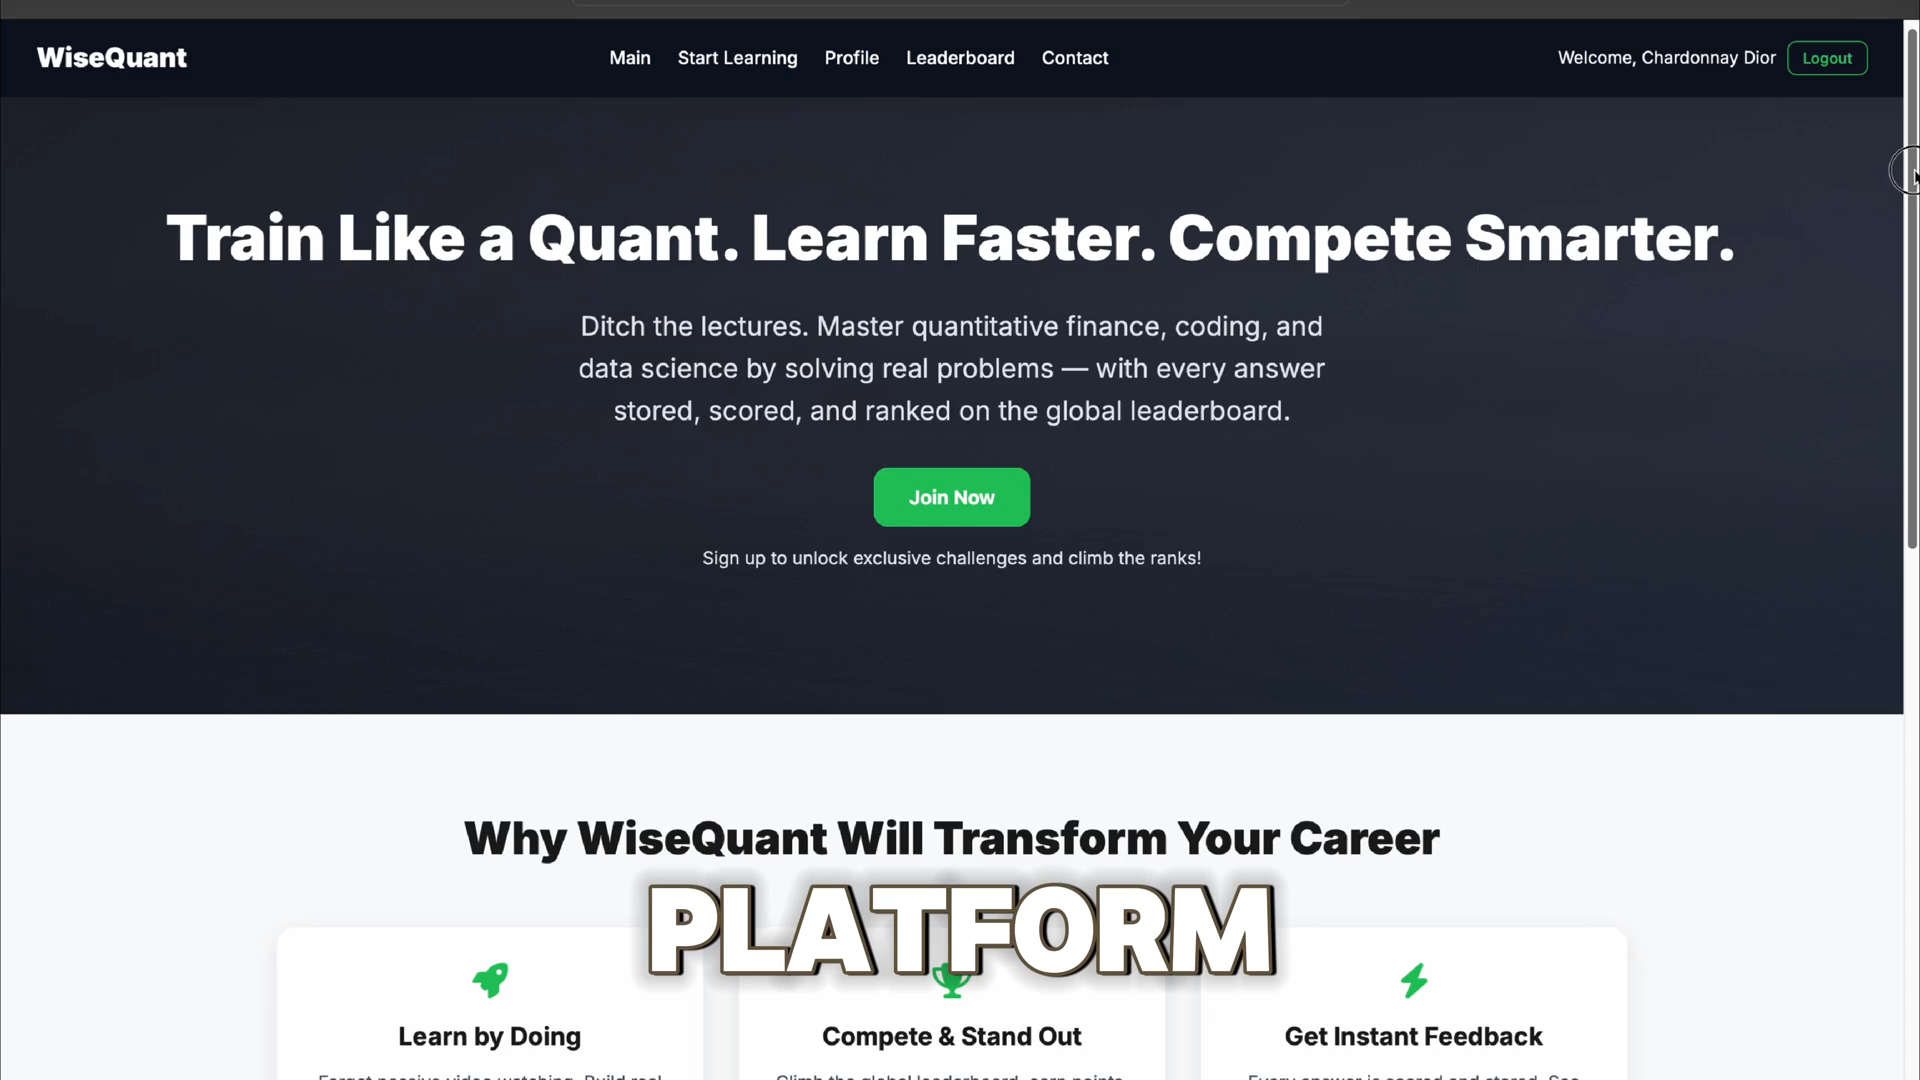 WiseQuant
Main
Start Learning
Profile
Leaderboard
Contact
Welcome, Chardonnay Dior
Logout
Train Like a Quant. Learn Faster. Compete Smarter.
Ditch the lectures. Master quantitative finance, coding, and
data science by solving real problems — with every answer
stored, scored, and ranked on the global leaderboard.
Join Now
Sign up to unlock exclusive challenges and climb the ranks!
Why WiseQuant Will Transform Your Career
PLATFORM
Learn by Doing
Compete & Stand Out
Get Instant Feedback